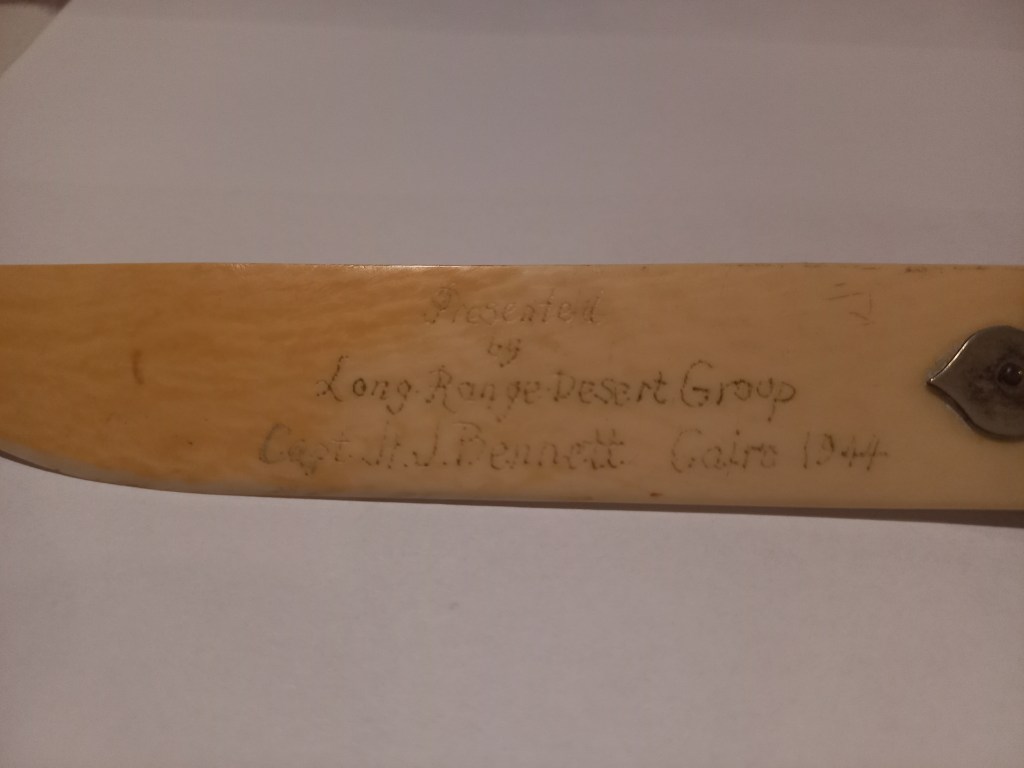 Presented
by
Long Range Desert Group
Capt. H.J. Bennett Cairo 1944